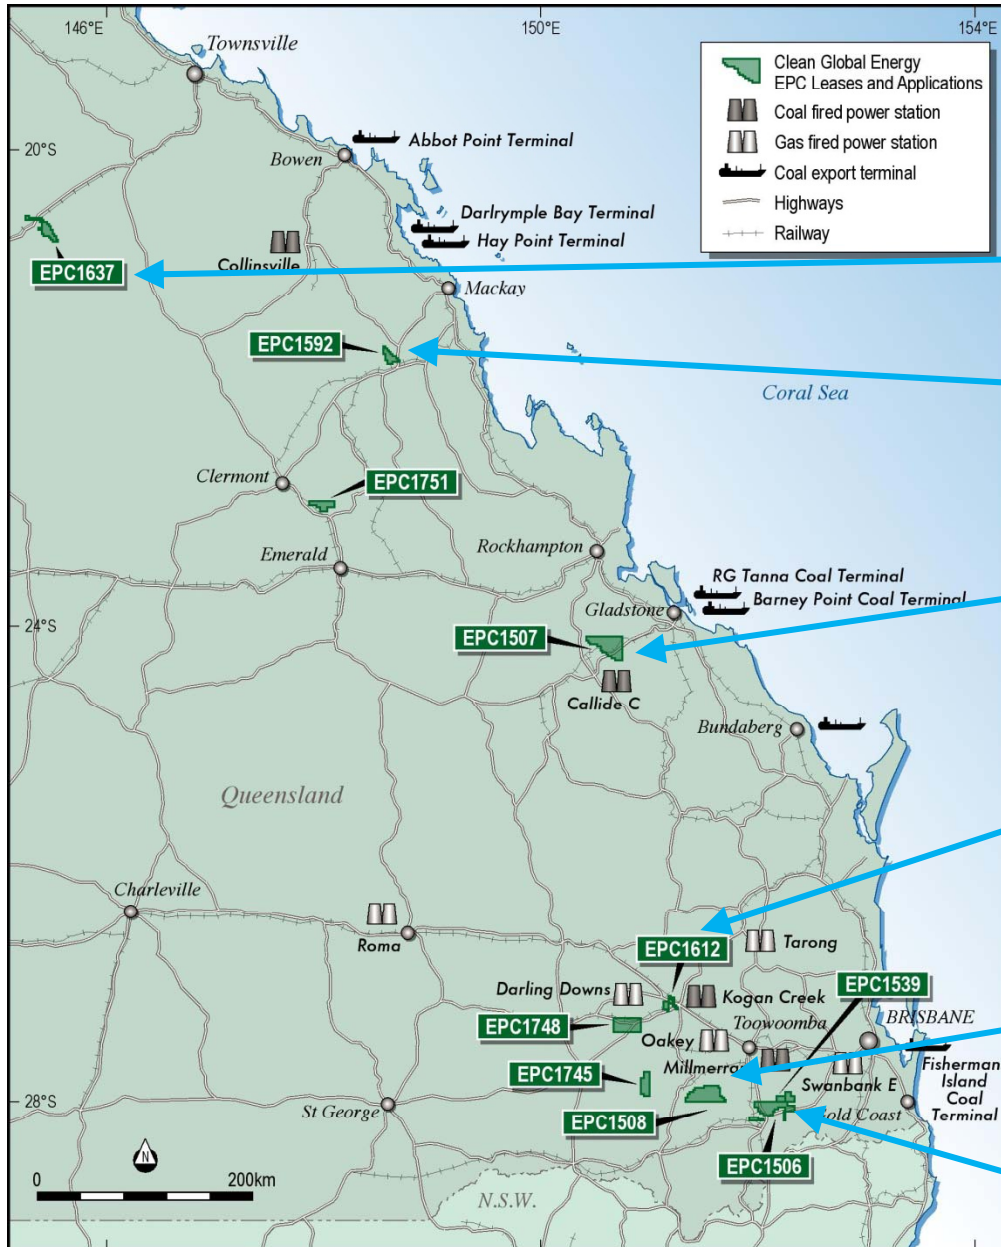 146°E
150°E
154°E
Townsville
Clean Global Energy
EPC Leases and Applications
Coal fired power station
Gas fired power station
Coal export terminal
Highways
Railway
20°S
Bowen
Abbot Point Terminal
Darlrymple Bay Terminal
Hay Point Terminal
Collinsville
EPC1637
Mackay
EPC1592
Coral Sea
Clermont
EPC1751
Rockhampton
Emerald
RG Tanna Coal Terminal
Barney Point Coal Terminal
Gladstone
24°S
EPC1507
Callide C
Bundaberg
Queensland
Charleville
Roma
EPC1612
Tarong
EPC1539
Darling Downs
Kogan Creek
EPC1748
Oakey
Toowoomba
BRISBANE
Millmerran
EPC1745
Swanbank E
Fisherman
Island
Coal
Terminal
28°S
St George
EPC1508
Gold Coast
EPC1506
N
0
200km
N.S.W.